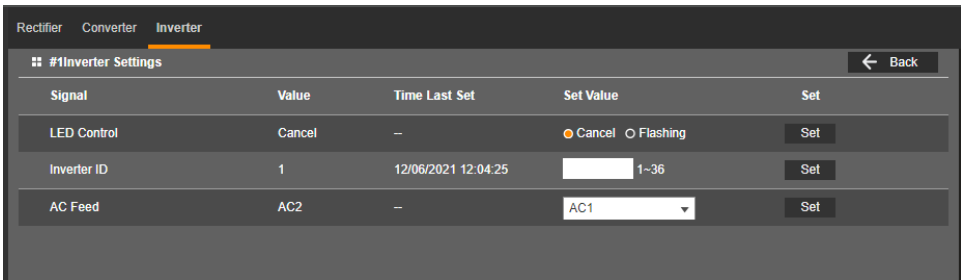 Rectifier Converter Inverter
#1Inverter Settings Back
Signal Value Time Last Set Set Value Set
LED Control Cancel -- Cancel Flashing Set
Inverter ID 1 12/06/2021 12:04:25 1~36 Set
AC Feed AC2 -- AC1 Set